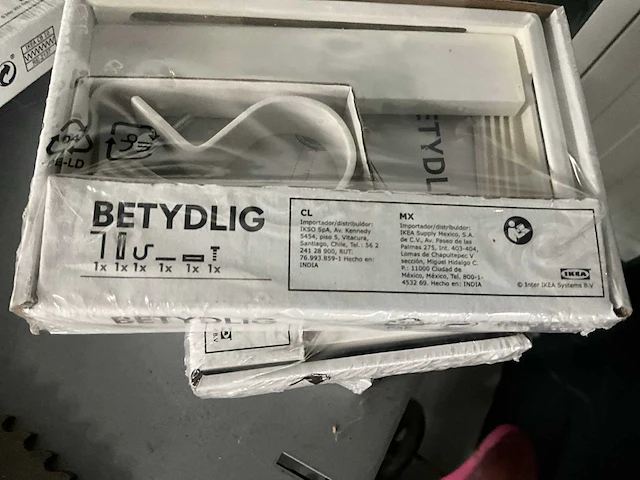 BETYDLIG
1x 1x 1x 1x 1x 1x
CL
Importador/distribuidor:
IKSO SpA, Av. Kennedy
5454, piso 5, Vitacura,
Santiago, Chile, Tel.: 56 2
241 28 900, RUT:
76.993.859-1 Hecho en:
INDIA
MX
Importador/distribuidor:
IKEA Supply Mexico, S.A.
de C.V., Av. Paseo de las
Palmas 275, Int. 403-404,
Lomas de Chapultepec V
sección, Miguel Hidalgo C.
P.: 11000 Ciudad de
México, México, Tel. 800-1-
4532 69. Hecho en: INDIA
IKEA
© Inter IKEA Systems B.V
BETYDL
BETYDLIG